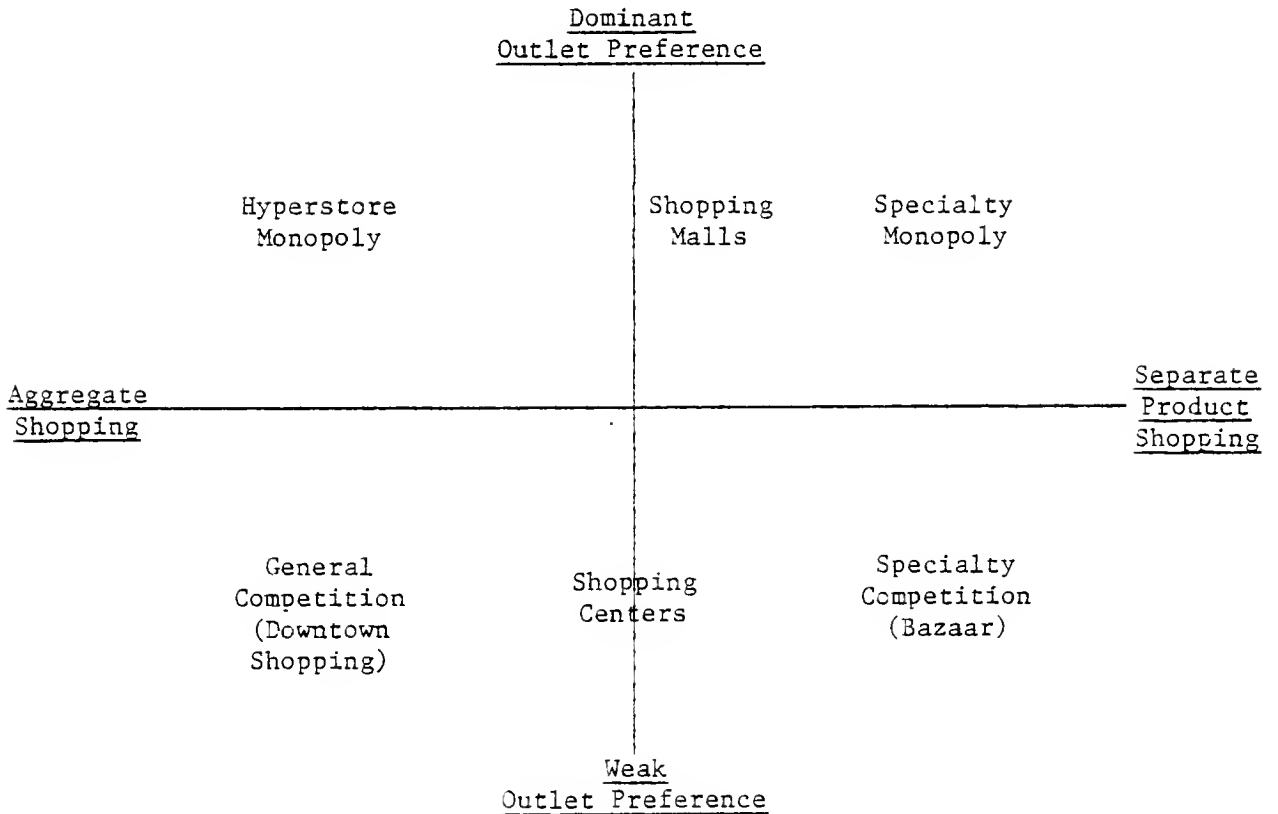 Dominant
Outlet Preference
Hyperstore
Monopoly
Shopping
Malls
Specialty
Monopoly
Aggregate
Shopping
Separate
Product
Shopping
General
Competition
(Downtown
Shopping)
Shopping
Centers
Specialty
Competition
(Bazaar)
Weak
Outlet Preference